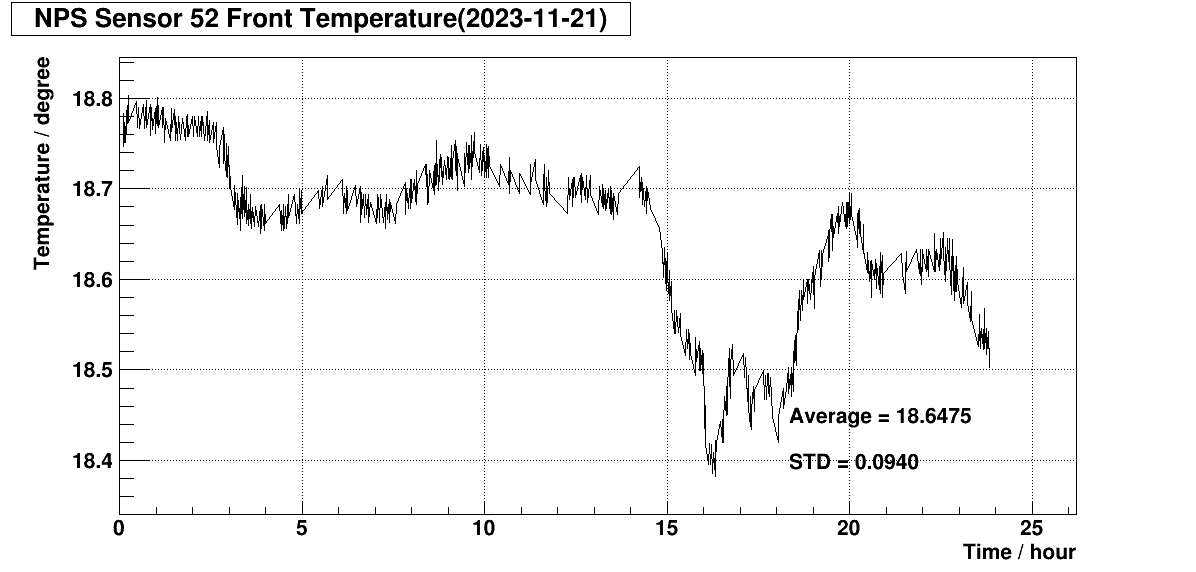 NPS Sensor 52 Front Temperature(2023-11-21)
Temperature / degree
18.8
18.7
18.6
18.5
18.4
Average = 18.6475
STD = 0.0940
0 5 10 15 20 25
Time / hour